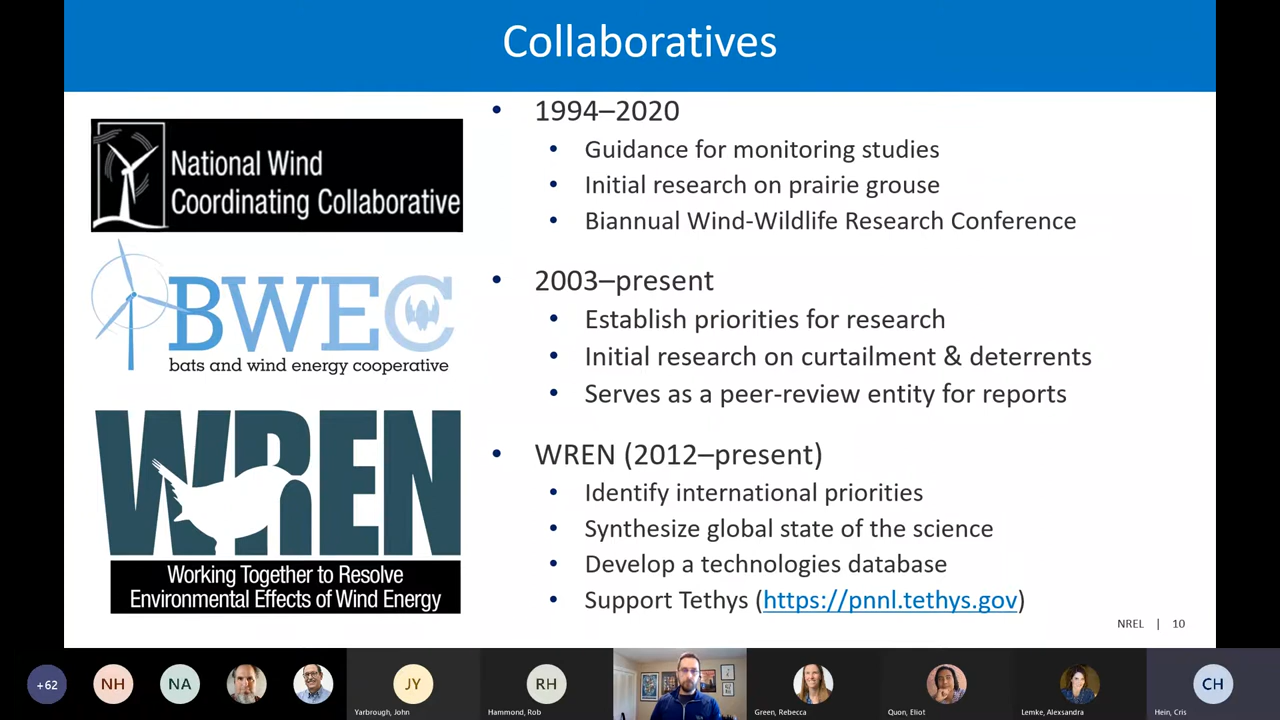 Collaboratives
National Wind
Coordinating Collaborative
• 1994–2020
• Guidance for monitoring studies
• Initial research on prairie grouse
• Biannual Wind-Wildlife Research Conference
BWEC
bats and wind energy cooperative
• 2003–present
• Establish priorities for research
• Initial research on curtailment & deterrents
• Serves as a peer-review entity for reports
WREN
Working Together to Resolve
Environmental Effects of Wind Energy
• WREN (2012–present)
• Identify international priorities
• Synthesize global state of the science
• Develop a technologies database
• Support Tethys (https://pnnl.tethys.gov)
NREL | 10
+62
NH
NA
JY
Yarbrough, John
RH
Hammond, Rob
Green, Rebecca
Quon, Eliot
Lemke, Alexsandra
CH
Hein, Cris